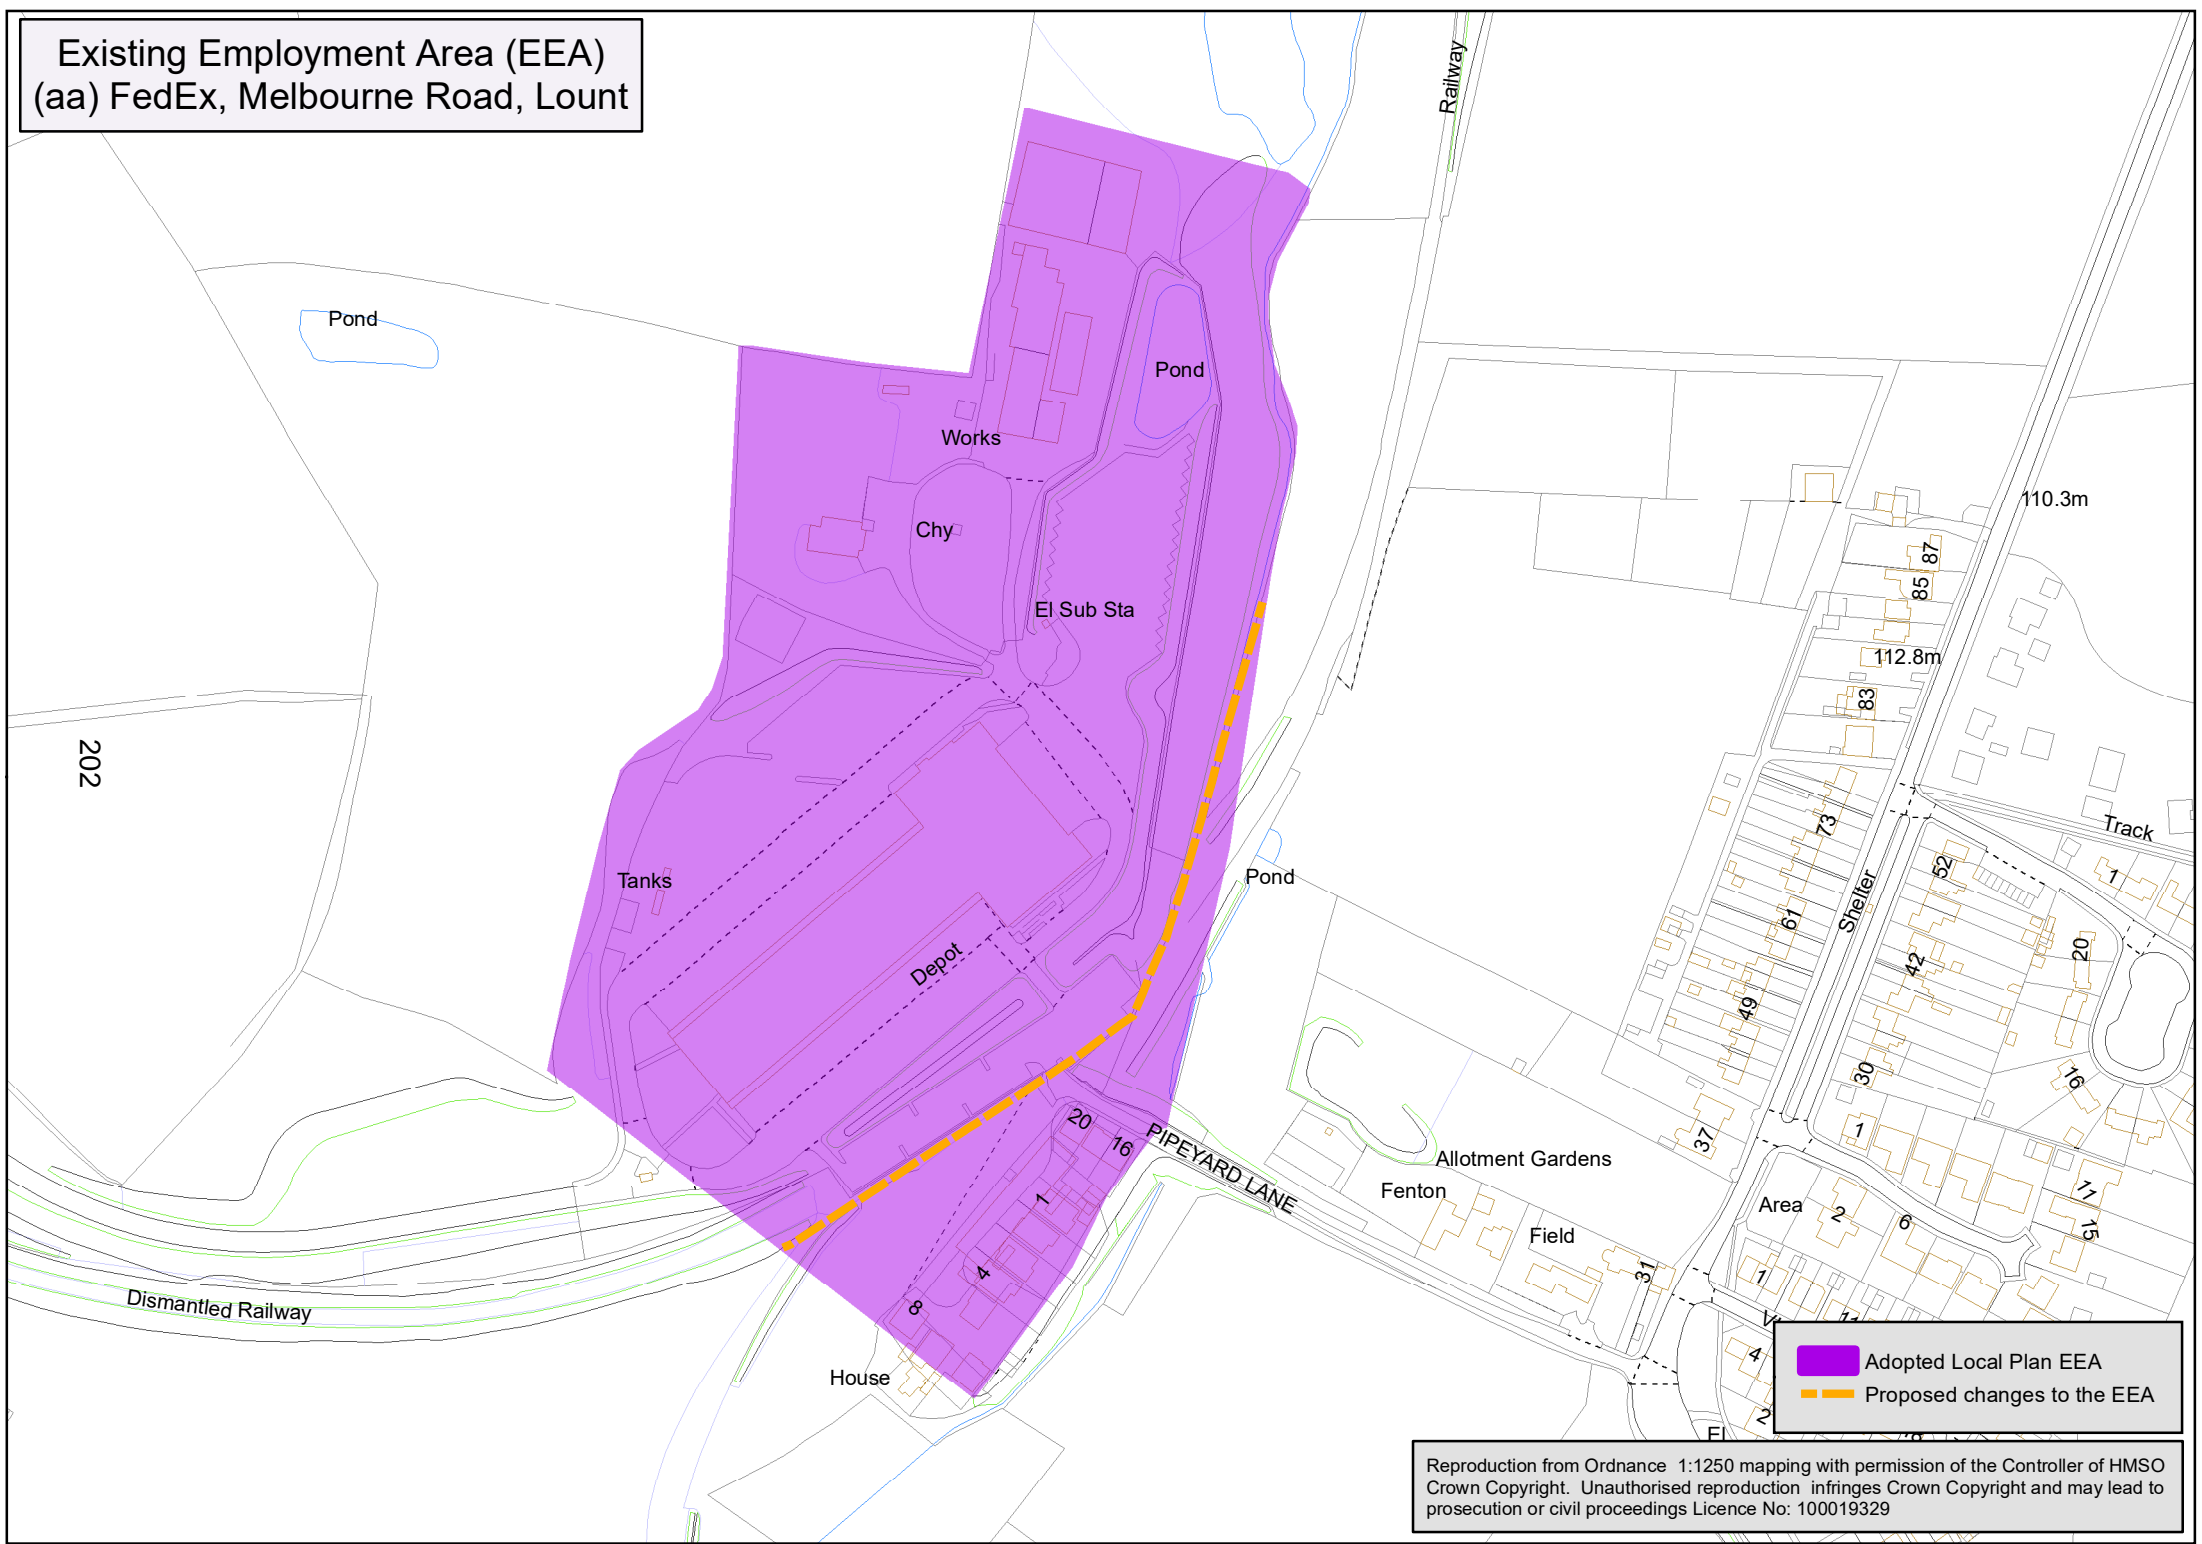 Existing Employment Area (EEA)
(aa) FedEx, Melbourne Road, Lount
Railway
Pond
Pond
Works
Chy
El Sub Sta
110.3m
87
85
112.8m
83
202
73
Track
Shelter
52
1
Tanks
Pond
61
20
Depot
42
49
30
16
20
16
PIPEYARD LANE
37
1
Allotment Gardens
Fenton
1
Area
2
6
11
15
Field
4
31
1
8
Dismantled Railway
11
4
House
2
El
Adopted Local Plan EEA
Proposed changes to the EEA
Reproduction from Ordnance 1:1250 mapping with permission of the Controller of HMSO
Crown Copyright. Unauthorised reproduction infringes Crown Copyright and may lead to
prosecution or civil proceedings Licence No: 100019329